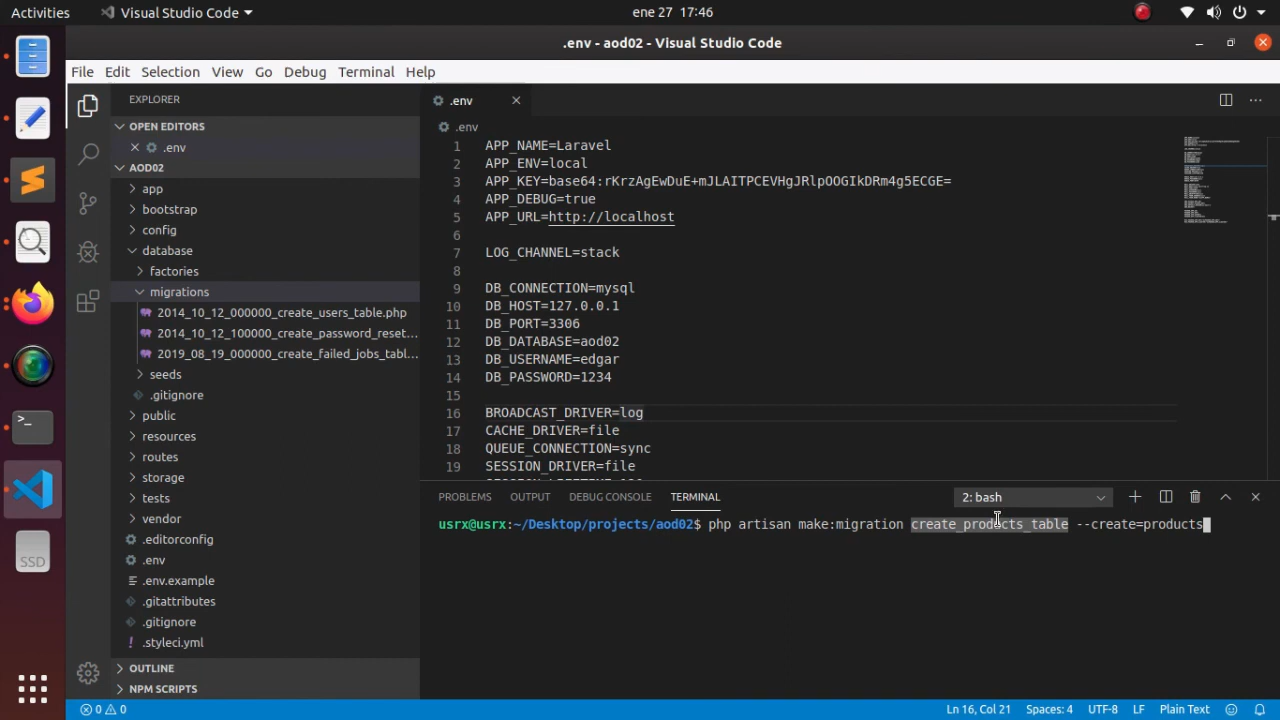 Activities
Visual Studio Code
ene 27 17:46
.env - aod02 - Visual Studio Code
File Edit Selection View Go Debug Terminal Help
EXPLORER
OPEN EDITORS
.env
AOD02
app
bootstrap
config
database
factories
migrations
2014_10_12_000000_create_users_table.php
2014_10_12_100000_create_password_reset...
2019_08_19_000000_create_failed_jobs_tabl...
seeds
.gitignore
public
resources
routes
storage
tests
vendor
.editorconfig
.env
.env.example
.gitattributes
.gitignore
.styleci.yml
OUTLINE
NPM SCRIPTS
.env
.env
1 APP_NAME=Laravel
2 APP_ENV=local
3 APP_KEY=base64:rKrzAgEwDuE+mJLAITPCEVHgJRlpOOGIkDRm4g5ECGE=
4 APP_DEBUG=true
5 APP_URL=http://localhost
6
7 LOG_CHANNEL=stack
8
9 DB_CONNECTION=mysql
10 DB_HOST=127.0.0.1
11 DB_PORT=3306
12 DB_DATABASE=aod02
13 DB_USERNAME=edgar
14 DB_PASSWORD=1234
15
16 BROADCAST_DRIVER=log
17 CACHE_DRIVER=file
18 QUEUE_CONNECTION=sync
19 SESSION_DRIVER=file
PROBLEMS OUTPUT DEBUG CONSOLE TERMINAL
2: bash
usrx@usrx:~/Desktop/projects/aod02$ php artisan make:migration create_products_table --create=products
SSD
0 0
Ln 16, Col 21 Spaces: 4 UTF-8 LF Plain Text